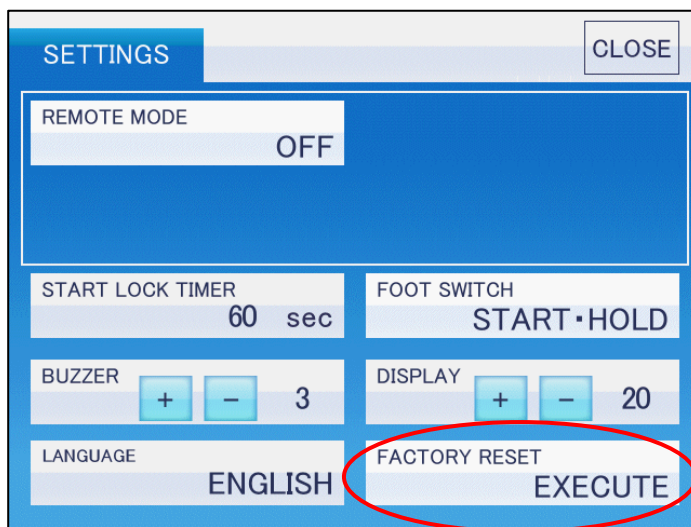 SETTINGS
CLOSE
REMOTE MODE
OFF
START LOCK TIMER
60 sec
FOOT SWITCH
START・HOLD
BUZZER
+ − 3
DISPLAY
+ − 20
LANGUAGE
ENGLISH
FACTORY RESET
EXECUTE